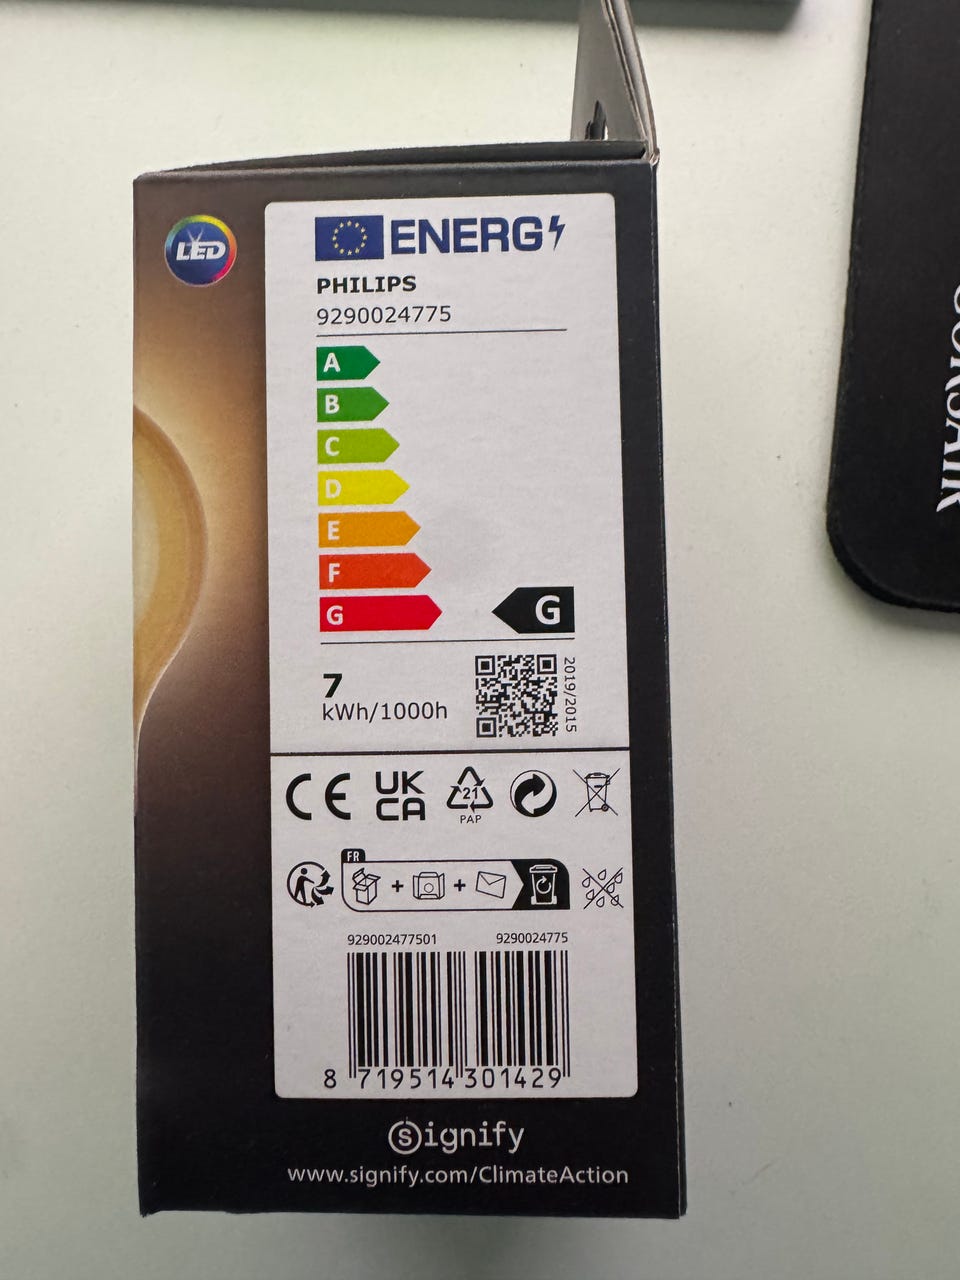 LED
ENERG
PHILIPS
9290024775
A
B
C
D
E
F
G
G
7
kWh/1000h
2019/2015
CE
UK
CA
21
PAP
FR
929002477501 9290024775
8 719514 301429
signify
www.signify.com/ClimateAction
CORSAIR